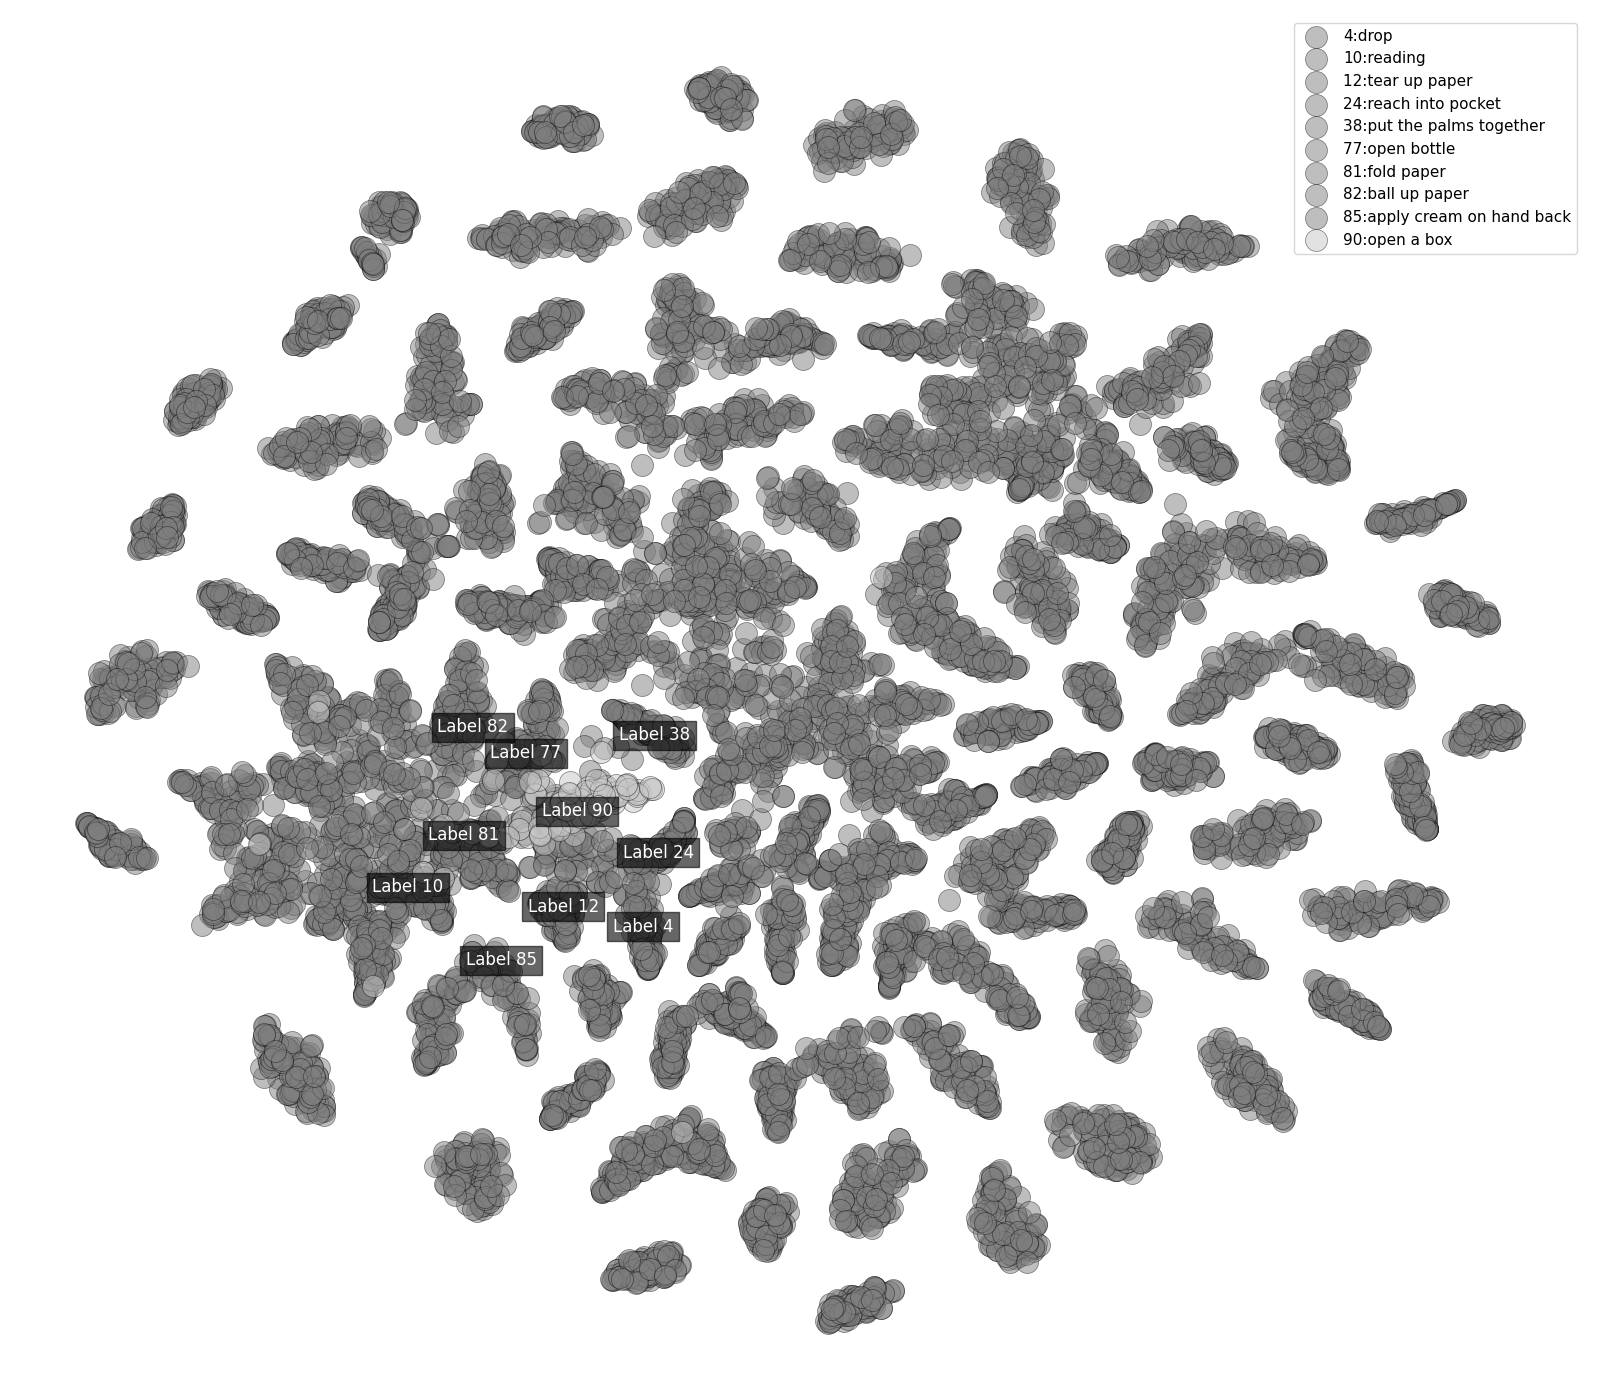 4:drop
10:reading
12:tear up paper
24:reach into pocket
38:put the palms together
77:open bottle
81:fold paper
82:ball up paper
85:apply cream on hand back
90:open a box
Label 82
Label 38
Label 77
Label 90
Label 81
Label 24
Label 10
Label 12
Label 4
Label 85